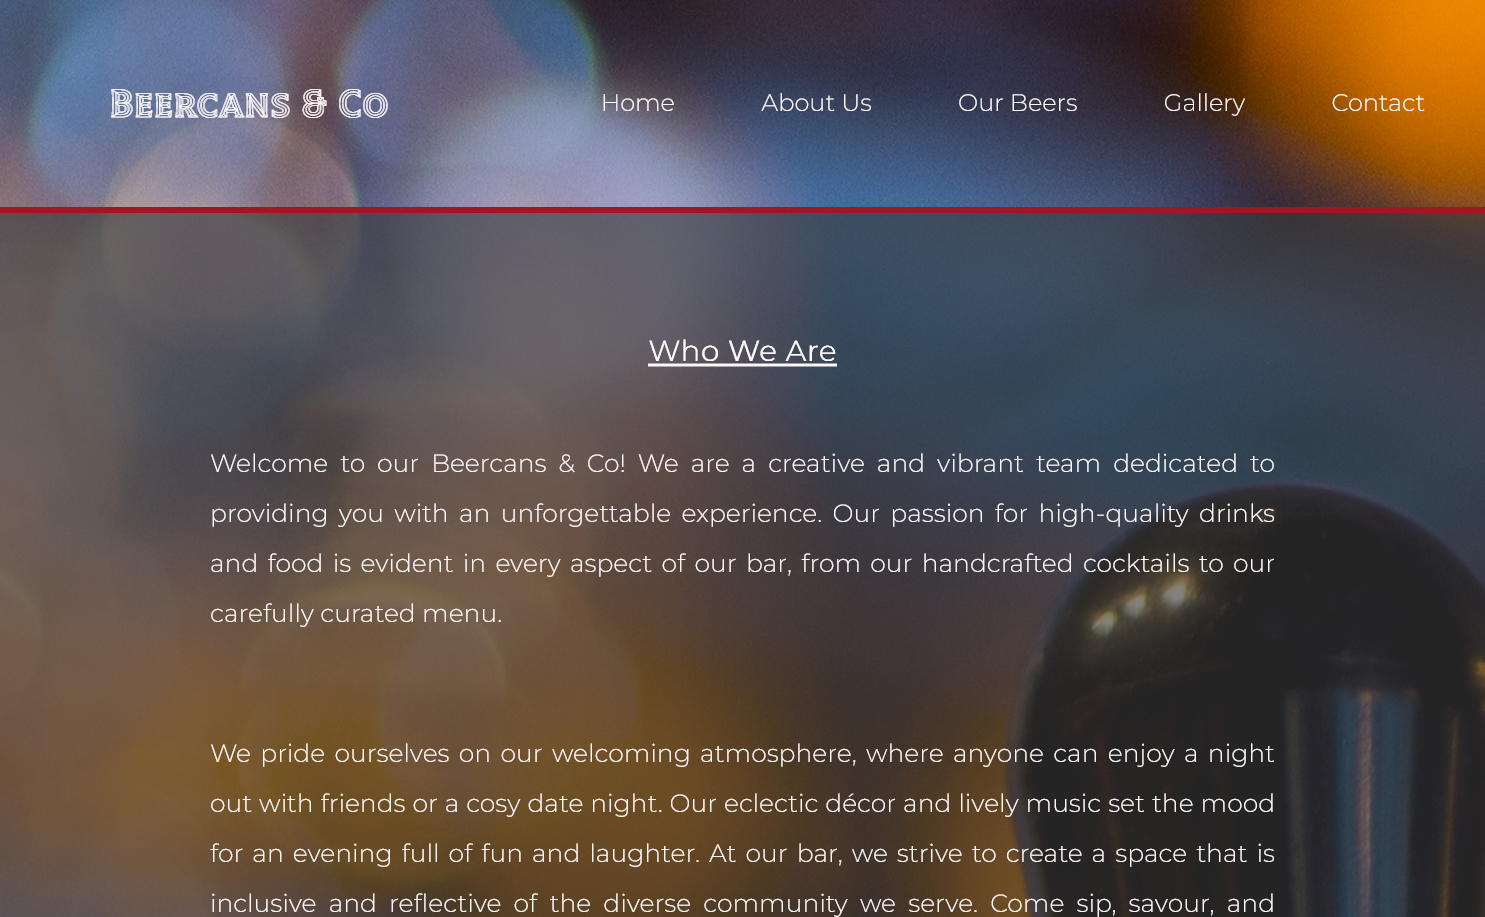 Beercans & Co
Home About Us Our Beers Gallery Contact
Who We Are
Welcome to our Beercans & Co! We are a creative and vibrant team dedicated to
providing you with an unforgettable experience. Our passion for high-quality drinks
and food is evident in every aspect of our bar, from our handcrafted cocktails to our
carefully curated menu.
We pride ourselves on our welcoming atmosphere, where anyone can enjoy a night
out with friends or a cosy date night. Our eclectic décor and lively music set the mood
for an evening full of fun and laughter. At our bar, we strive to create a space that is
inclusive and reflective of the diverse community we serve. Come sip, savour, and